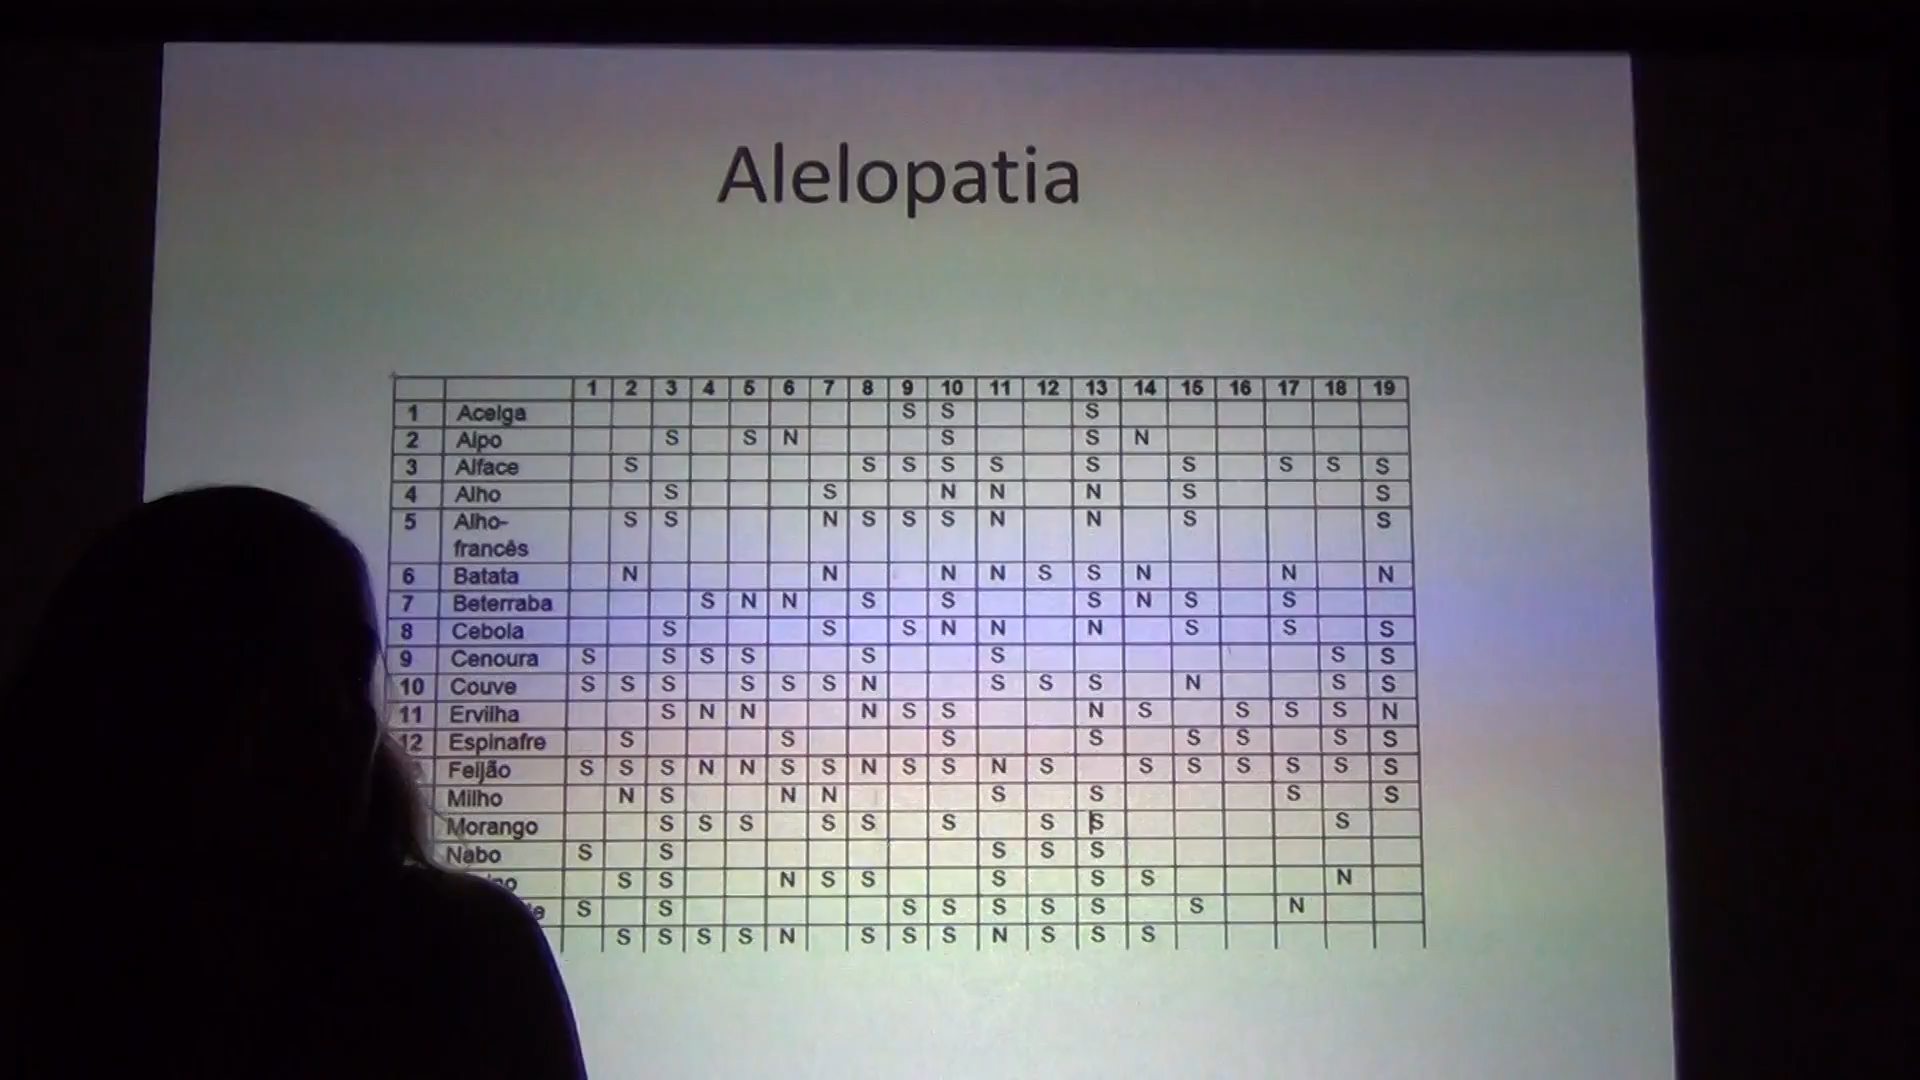 Alelopatia
1 2 3 4 5 6 7 8 9 10 11 12 13 14 15 16 17 18 19
1 Acelga S S S
2 Aipo S S N S S N
3 Alface S S S S S S S S S S
4 Alho S S N N N S S
5 Alho- S S N S S S N N S S
francês
6 Batata N N N N S S N N N
7 Beterraba S N N S S S N S S
8 Cebola S S S N N N S S S
9 Cenoura S S S S S S S S
10 Couve S S S S S S N S S S N S S
11 Ervilha S N N N S S N S S S S N
12 Espinafre S S S S S S S S
Feijão S S S N N S S N S S N S S S S S S S
Milho N S N N S S S S
Morango S S S S S S S S S
Nabo S S S S S
S S N S S S S S N
S S S S S S S S N
S S S S N S S S N S S S